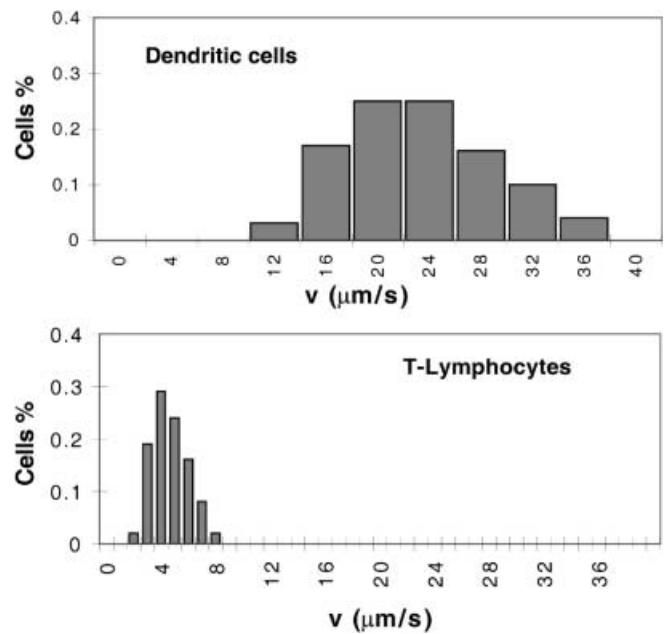 0.4
Dendritic cells
0.3
Cells %
0.2
0.1
0
0 4 8 12 16 20 24 28 32 36 40
v (μm/s)
0.4
T-Lymphocytes
0.3
Cells %
0.2
0.1
0
0 4 8 12 16 20 24 28 32 36
v (μm/s)